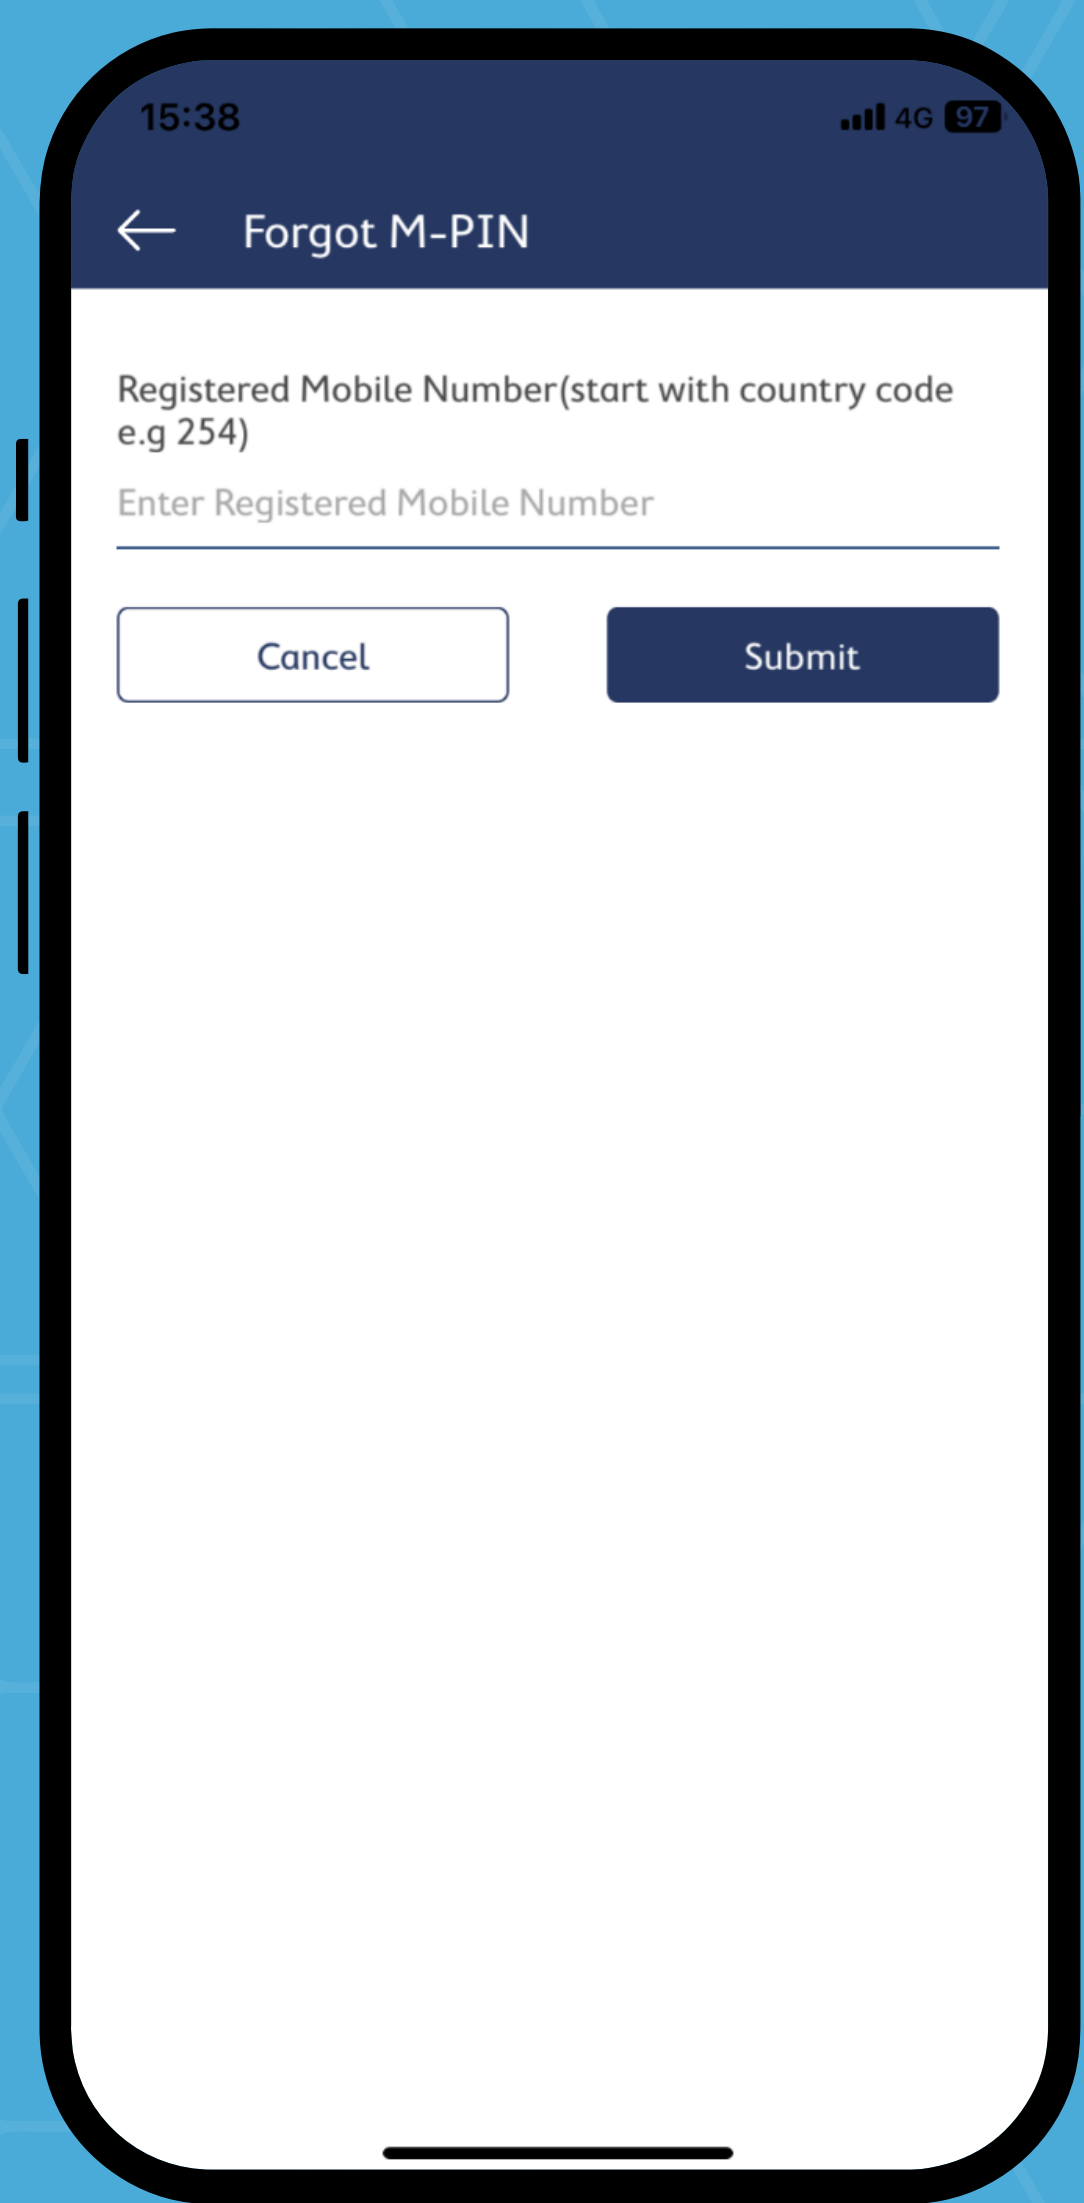 15:38 4G 97
Forgot M-PIN
Registered Mobile Number(start with country code
e.g 254)
Enter Registered Mobile Number
Cancel Submit